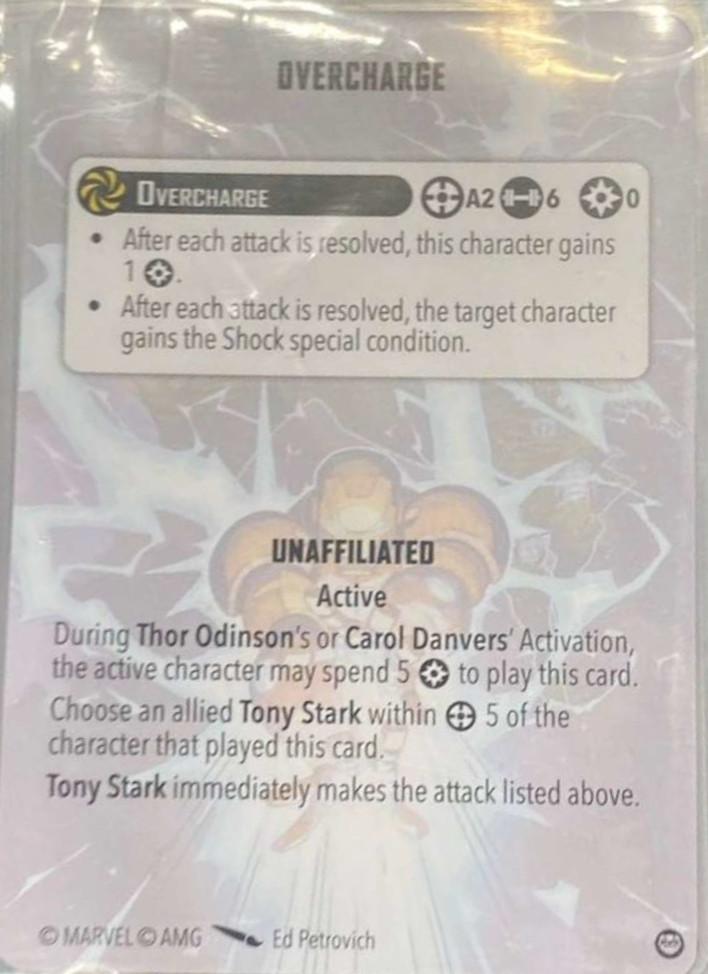 OVERCHARGE
OVERCHARGE A2 6 0
• After each attack is resolved, this character gains
1 .
• After each attack is resolved, the target character
gains the Shock special condition.
UNAFFILIATED
Active
During Thor Odinson's or Carol Danvers' Activation,
the active character may spend 5 to play this card.
Choose an allied Tony Stark within 5 of the
character that played this card.
Tony Stark immediately makes the attack listed above.
© MARVEL © AMG Ed Petrovich